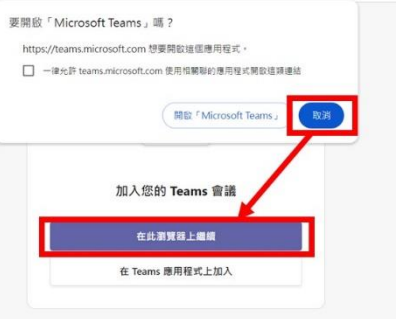 要開啟「Microsoft Teams」嗎？
https://teams.microsoft.com 想要開啟這個應用程式。
一律允許 teams.microsoft.com 使用相關聯的應用程式開啟這類連結
開啟「Microsoft Teams」
取消
加入您的 Teams 會議
在此瀏覽器上繼續
在 Teams 應用程式上加入